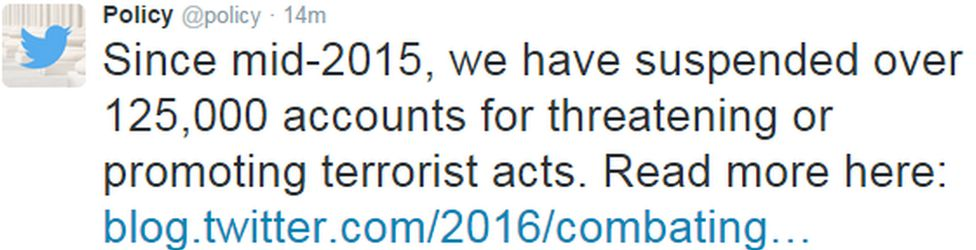 Policy @policy · 14m
Since mid-2015, we have suspended over
125,000 accounts for threatening or
promoting terrorist acts. Read more here:
blog.twitter.com/2016/combating...